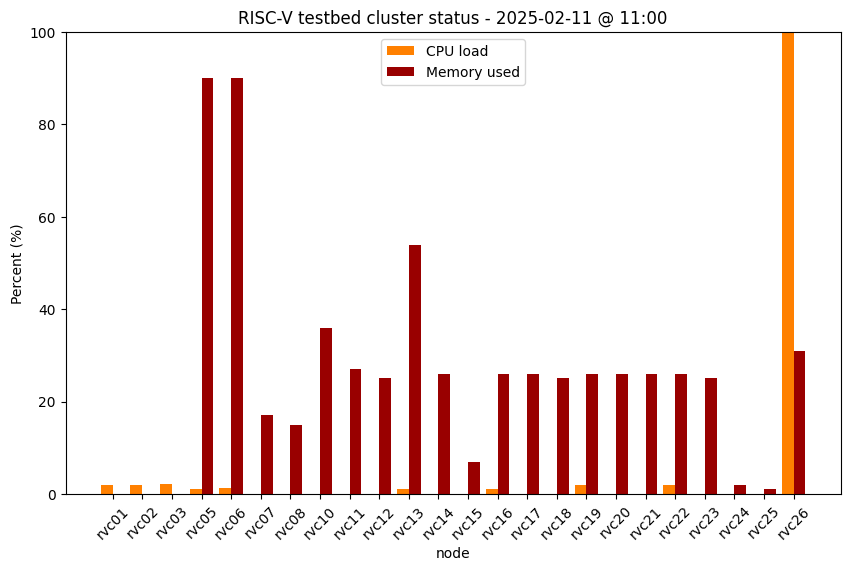 RISC-V testbed cluster status - 2025-02-11 @ 11:00
CPU load
Memory used
Percent (%)
100
80
60
40
20
0
rvc01 rvc02 rvc03 rvc05 rvc06 rvc07 rvc08 rvc10 rvc11 rvc12 rvc13 rvc14 rvc15 rvc16 rvc17 rvc18 rvc19 rvc20 rvc21 rvc22 rvc23 rvc24 rvc25 rvc26
node